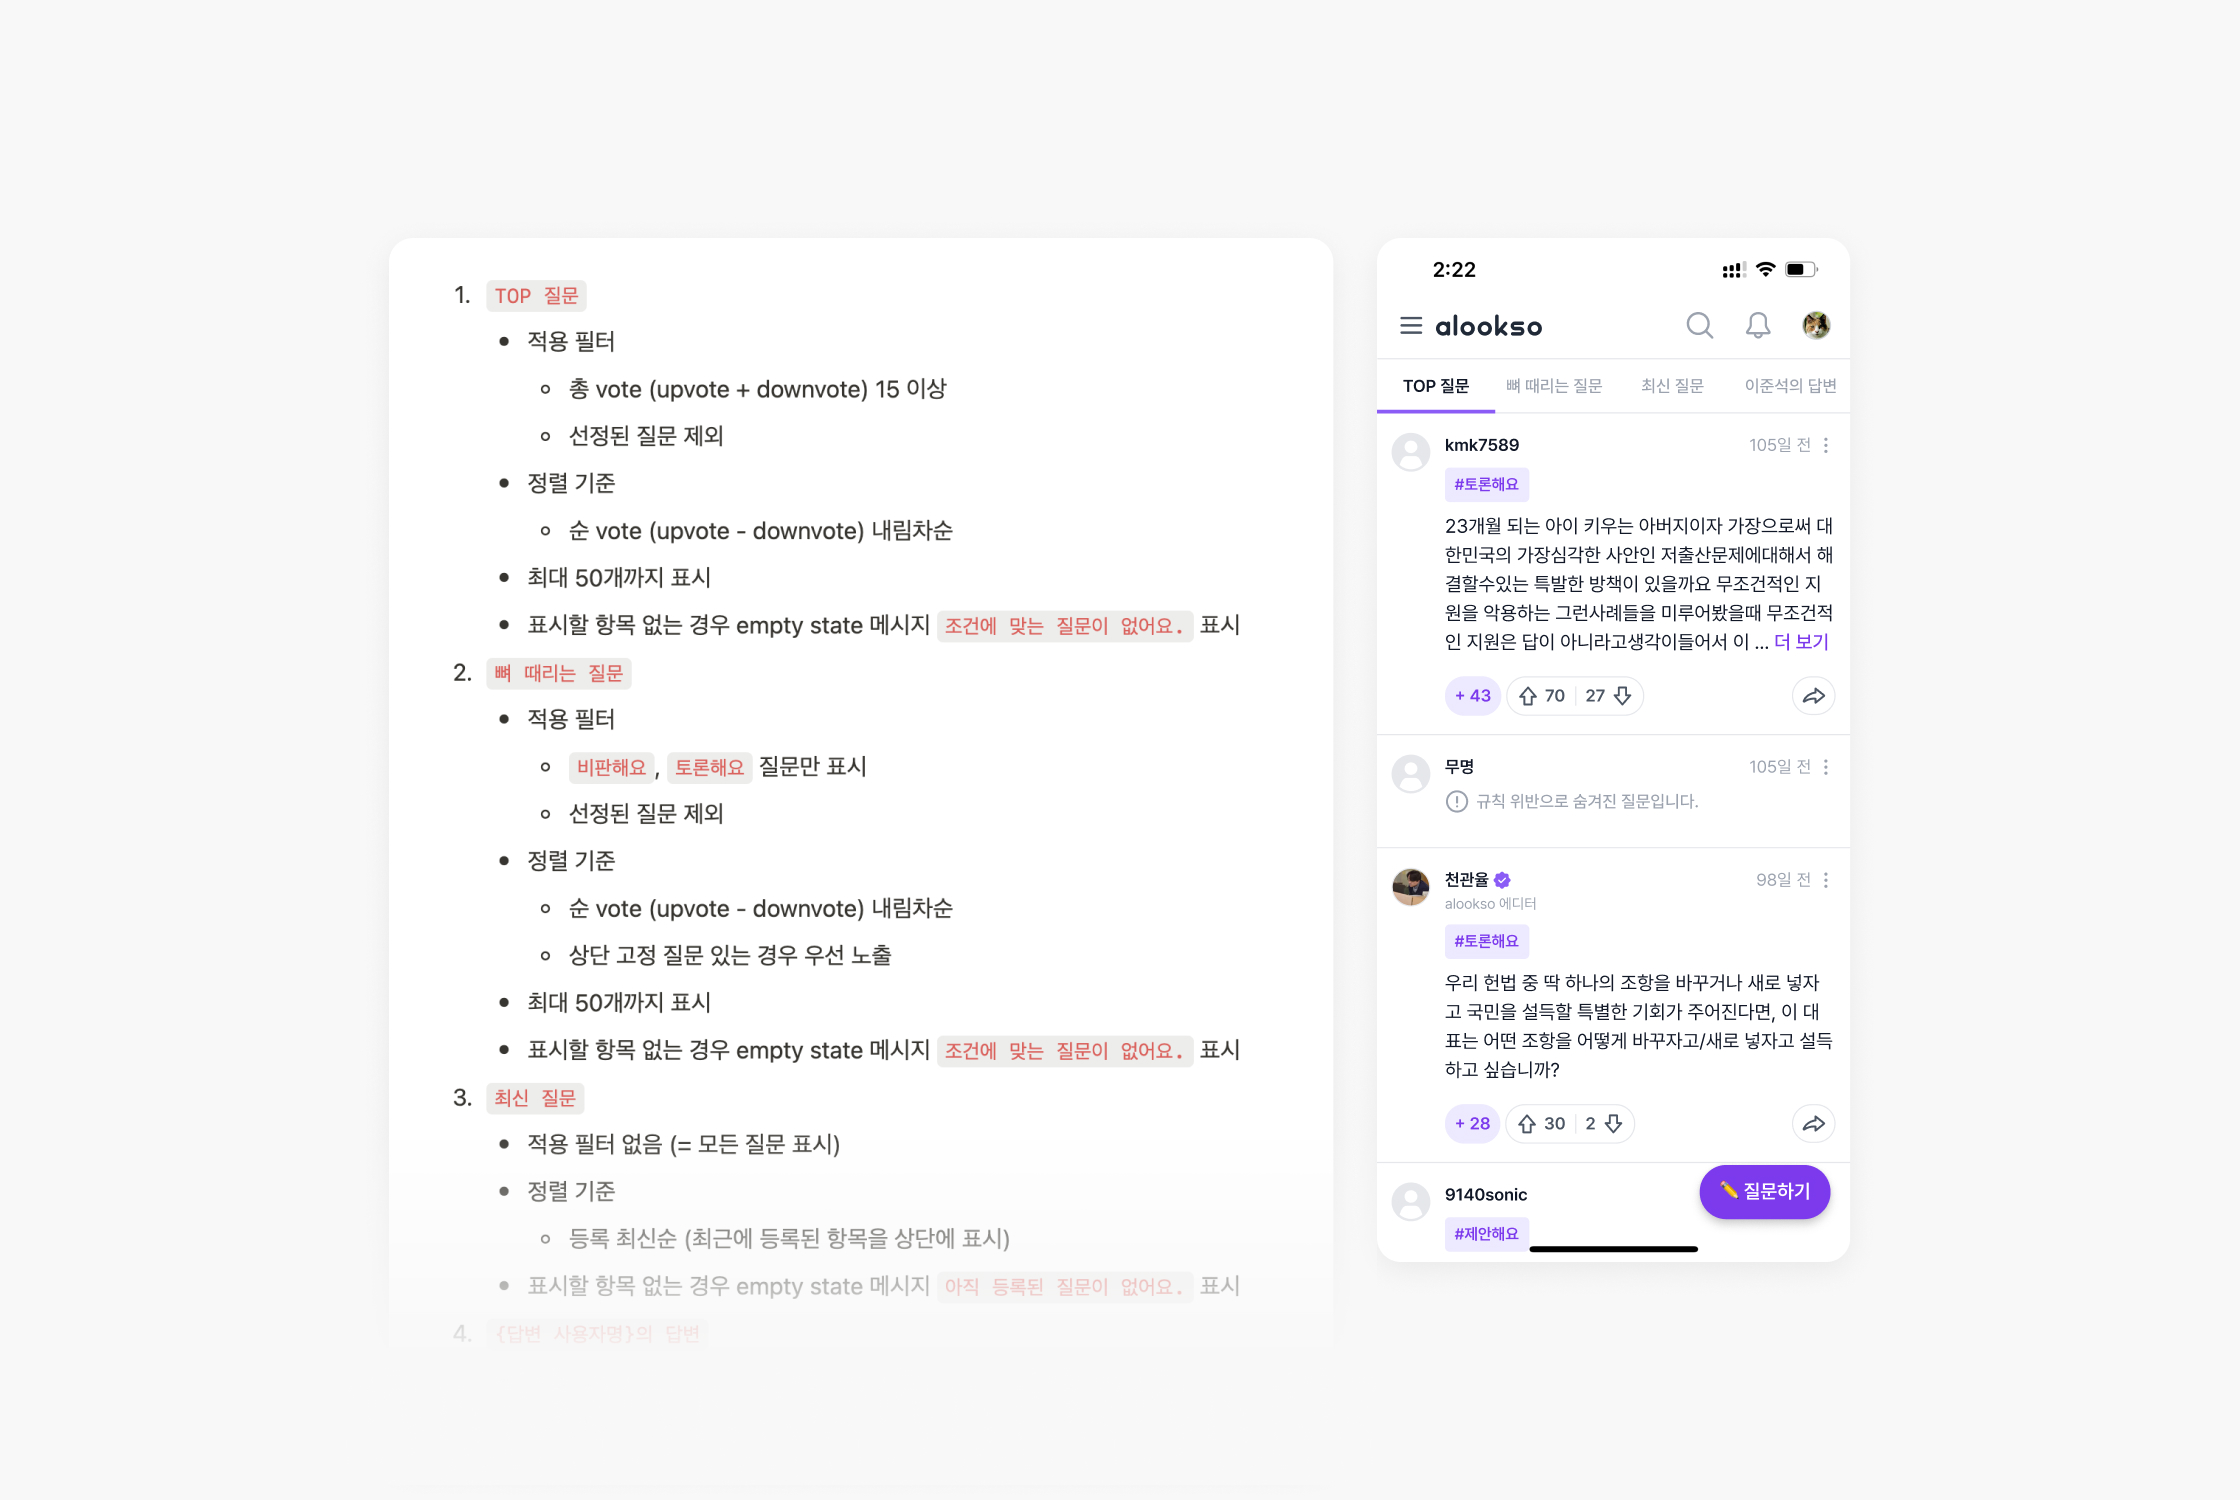 1. TOP 질문
• 적용 필터
◦ 총 vote (upvote + downvote) 15 이상
◦ 선정된 질문 제외
• 정렬 기준
◦ 순 vote (upvote - downvote) 내림차순
• 최대 50개까지 표시
• 표시할 항목 없는 경우 empty state 메시지 조건에 맞는 질문이 없어요. 표시
2. 뼈 때리는 질문
• 적용 필터
◦ 비판해요, 토론해요 질문만 표시
◦ 선정된 질문 제외
• 정렬 기준
◦ 순 vote (upvote - downvote) 내림차순
◦ 상단 고정 질문 있는 경우 우선 노출
• 최대 50개까지 표시
• 표시할 항목 없는 경우 empty state 메시지 조건에 맞는 질문이 없어요. 표시
3. 최신 질문
• 적용 필터 없음 (= 모든 질문 표시)
• 정렬 기준
◦ 등록 최신순 (최근에 등록된 항목을 상단에 표시)
• 표시할 항목 없는 경우 empty state 메시지 아직 등록된 질문이 없어요. 표시
4. {답변 사용자명}의 답변
2:22
alookso
TOP 질문 뼈 때리는 질문 최신 질문 이준석의 답변
kmk7589 105일 전
#토론해요
23개월 되는 아이 키우는 아버지이자 가장으로써 대
한민국의 가장심각한 사안인 저출산문제에대해서 해
결할수있는 특발한 방책이 있을까요 무조건적인 지
원을 악용하는 그런사례들을 미루어봤을때 무조건적
인 지원은 답이 아니라고생각이들어서 이 ... 더 보기
+ 43 70 27
무명 105일 전
규칙 위반으로 숨겨진 질문입니다.
천관율 98일 전
alookso 에디터
#토론해요
우리 헌법 중 딱 하나의 조항을 바꾸거나 새로 넣자
고 국민을 설득할 특별한 기회가 주어진다면, 이 대
표는 어떤 조항을 어떻게 바꾸자고/새로 넣자고 설득
하고 싶습니까?
+ 28 30 2
9140sonic
✏️ 질문하기
#제안해요